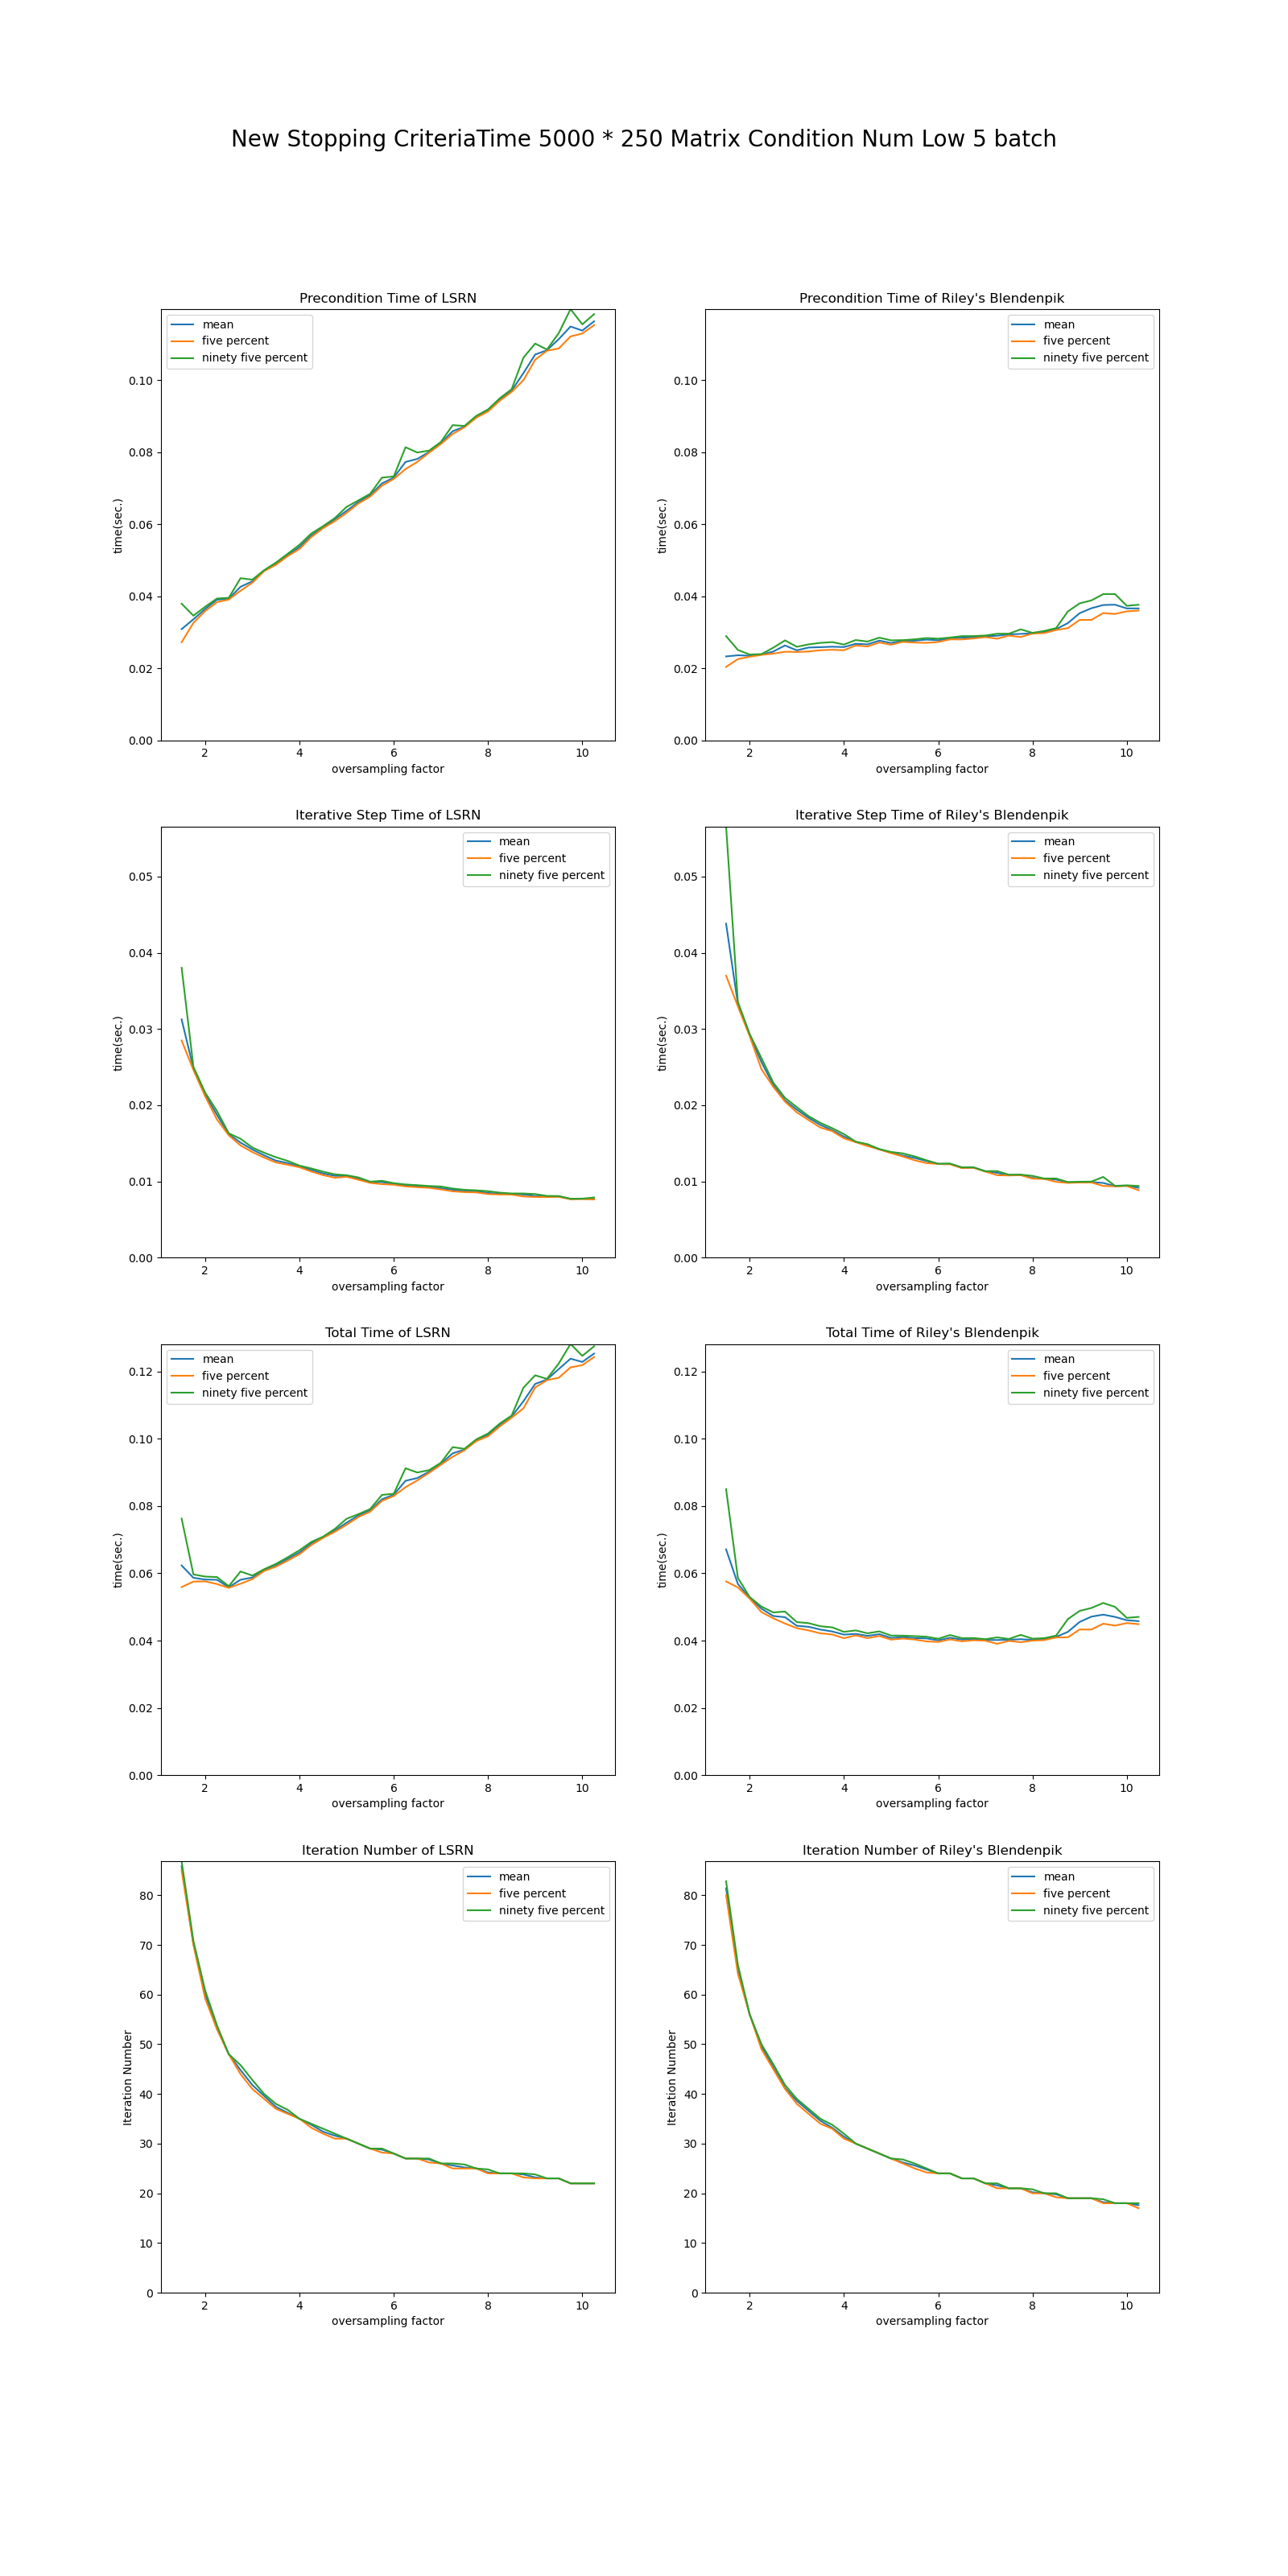 New Stopping CriteriaTime 5000 * 250 Matrix Condition Num Low 5 batch
Precondition Time of LSRN
mean
five percent
ninety five percent
0.10
0.08
0.06
0.04
0.02
0.00
time(sec.)
2 4 6 8 10
oversampling factor
Precondition Time of Riley's Blendenpik
mean
five percent
ninety five percent
0.10
0.08
0.06
0.04
0.02
0.00
time(sec.)
2 4 6 8 10
oversampling factor
Iterative Step Time of LSRN
mean
five percent
ninety five percent
0.05
0.04
0.03
0.02
0.01
0.00
time(sec.)
2 4 6 8 10
oversampling factor
Iterative Step Time of Riley's Blendenpik
mean
five percent
ninety five percent
0.05
0.04
0.03
0.02
0.01
0.00
time(sec.)
2 4 6 8 10
oversampling factor
Total Time of LSRN
mean
five percent
ninety five percent
0.12
0.10
0.08
0.06
0.04
0.02
0.00
time(sec.)
2 4 6 8 10
oversampling factor
Total Time of Riley's Blendenpik
mean
five percent
ninety five percent
0.12
0.10
0.08
0.06
0.04
0.02
0.00
time(sec.)
2 4 6 8 10
oversampling factor
Iteration Number of LSRN
mean
five percent
ninety five percent
80
70
60
50
40
30
20
10
0
Iteration Number
2 4 6 8 10
oversampling factor
Iteration Number of Riley's Blendenpik
mean
five percent
ninety five percent
80
70
60
50
40
30
20
10
0
Iteration Number
2 4 6 8 10
oversampling factor